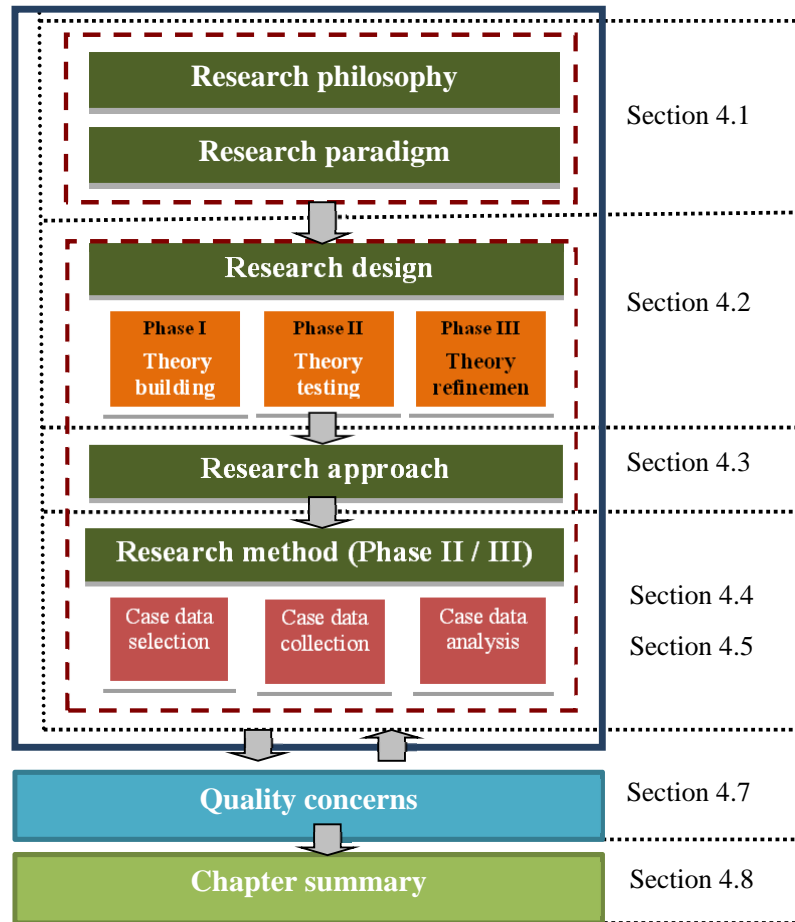 Research philosophy
Section 4.1
Research paradigm
Research design
Section 4.2
Phase I
Theory
building
Phase II
Theory
testing
Phase III
Theory
refinemen
Research approach
Section 4.3
Research method (Phase II / III)
Section 4.4
Section 4.5
Case data
selection
Case data
collection
Case data
analysis
Quality concerns
Section 4.7
Chapter summary
Section 4.8